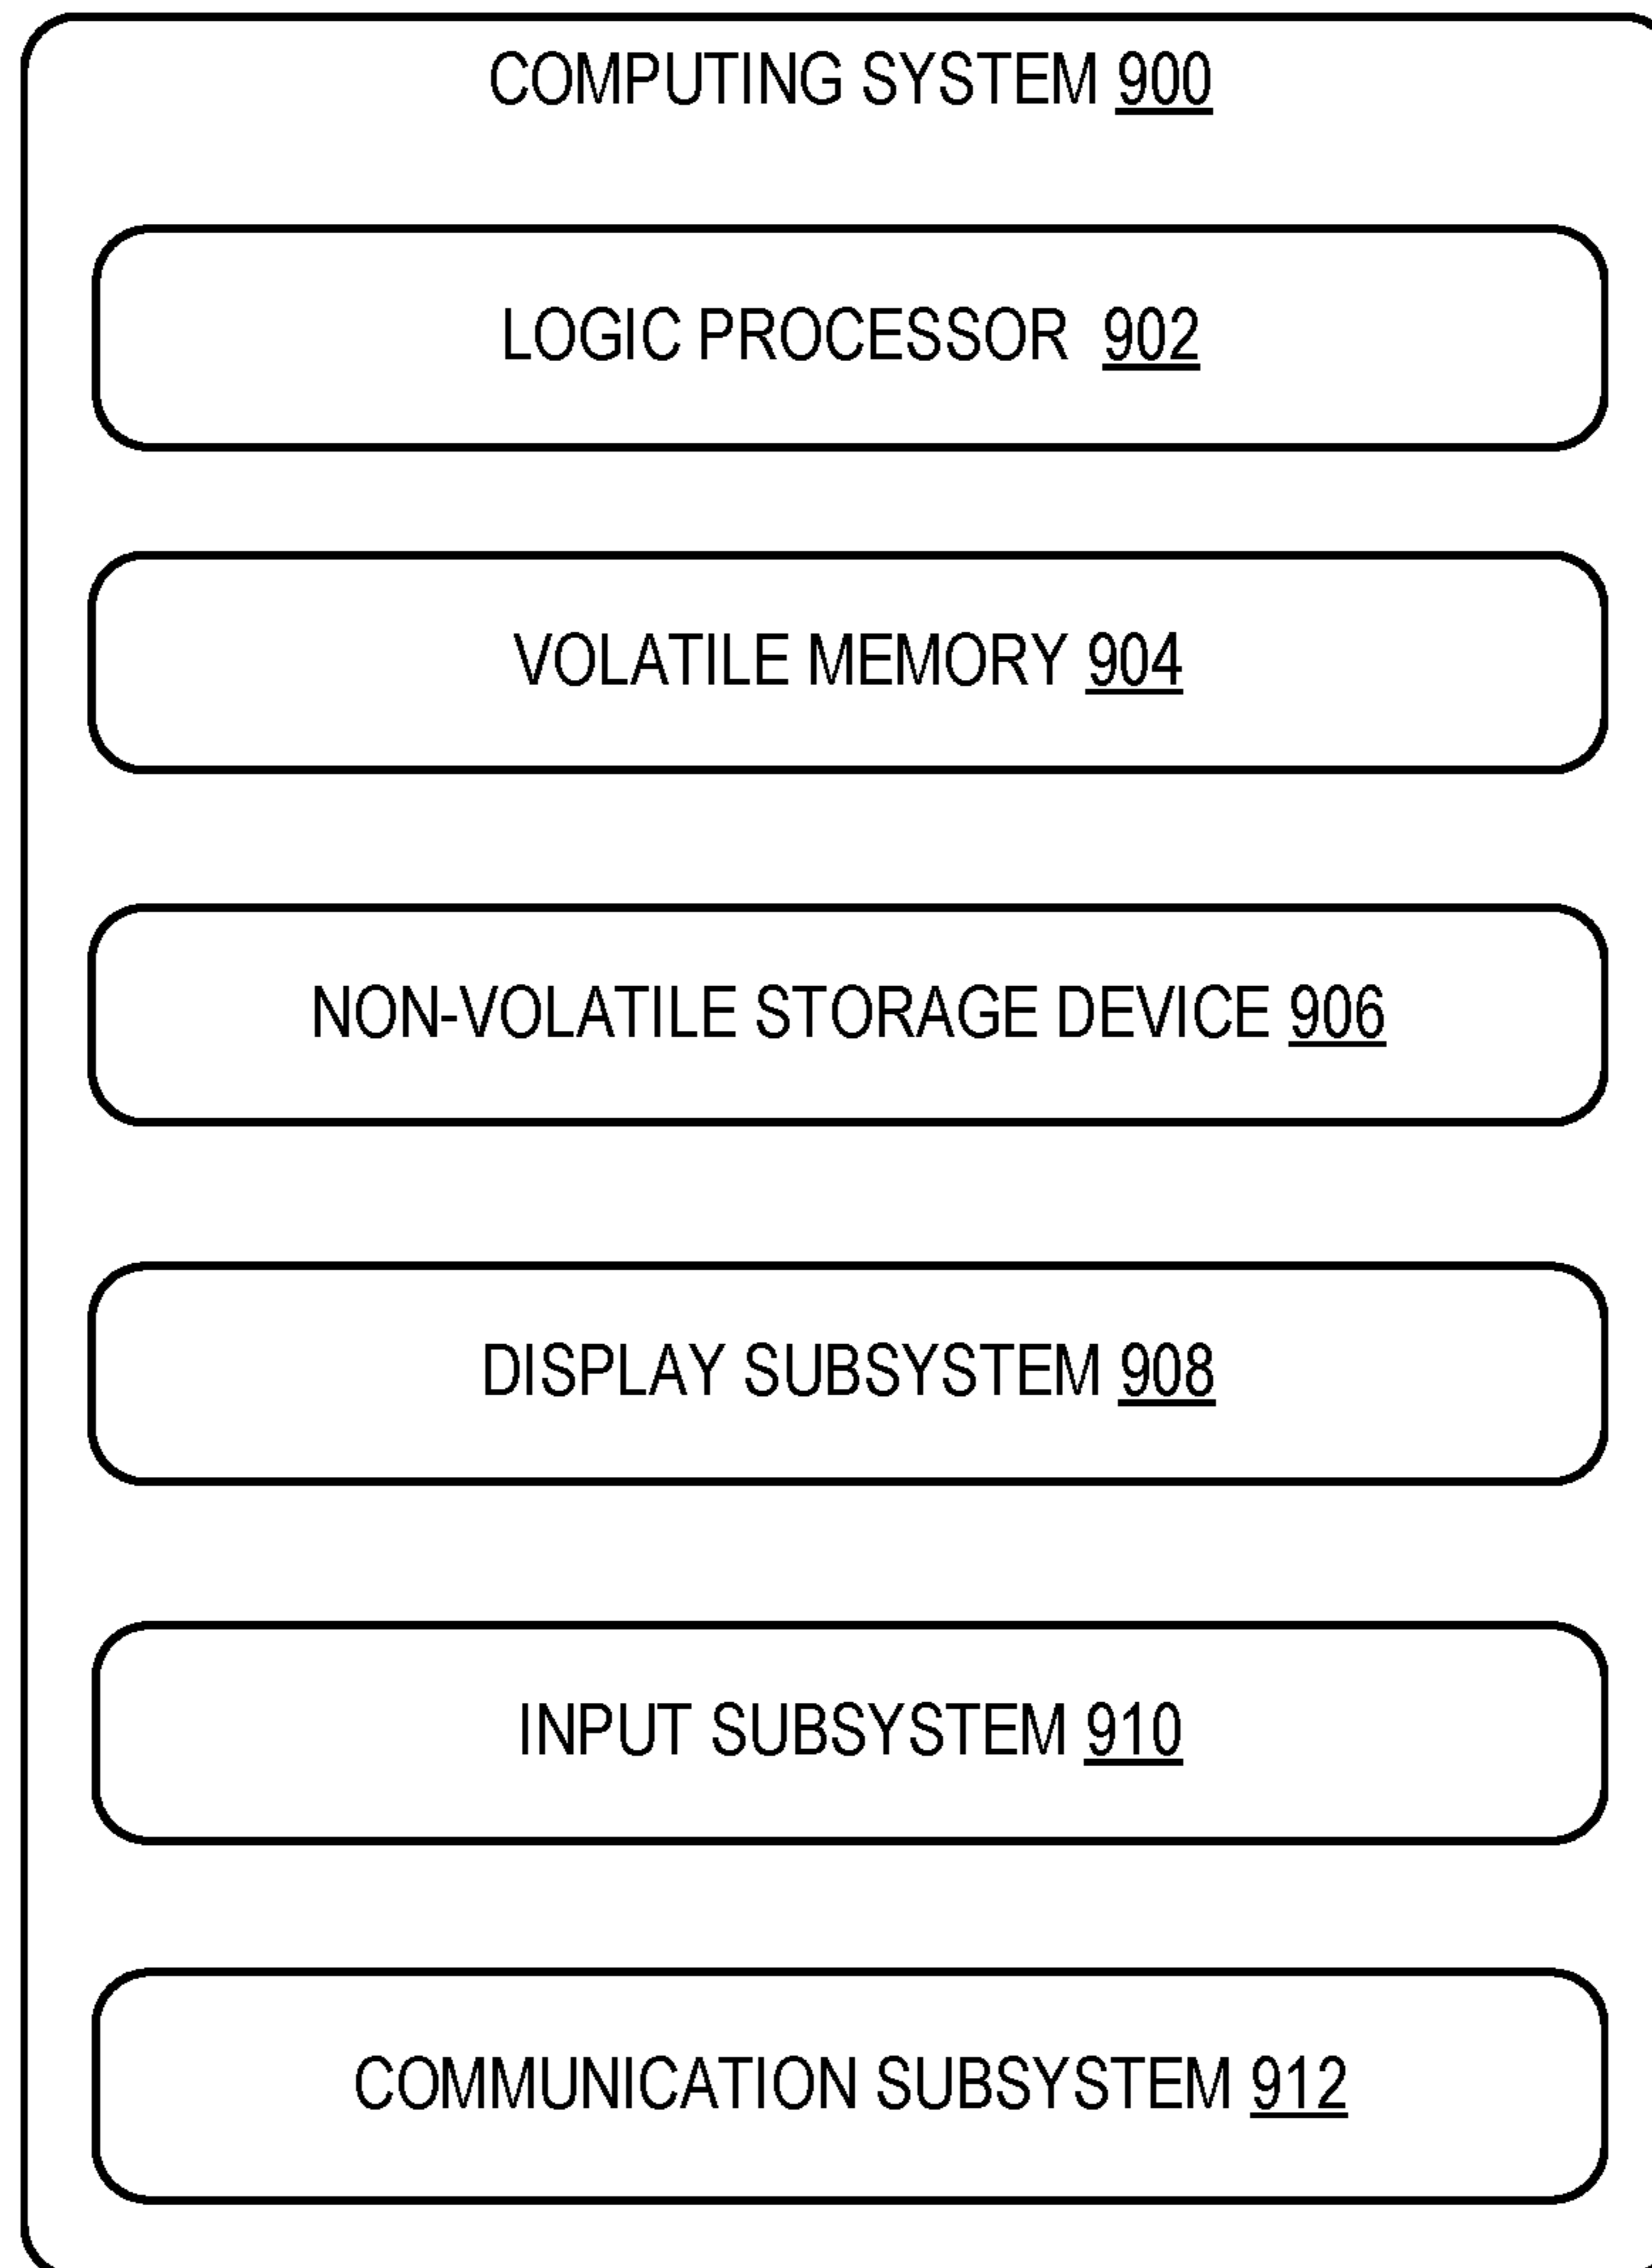 COMPUTING SYSTEM 900
LOGIC PROCESSOR 902
VOLATILE MEMORY 904
NON-VOLATILE STORAGE DEVICE 906
DISPLAY SUBSYSTEM 908
INPUT SUBSYSTEM 910
COMMUNICATION SUBSYSTEM 912